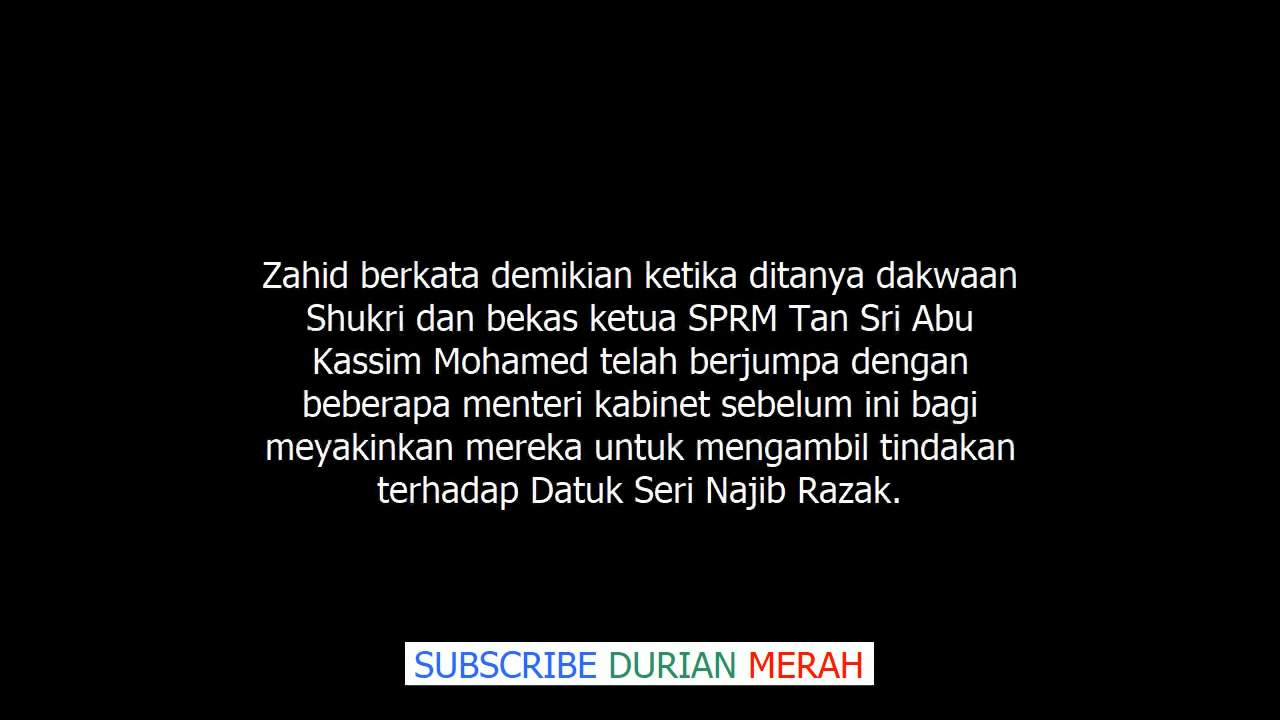 Zahid berkata demikian ketika ditanya dakwaan
Shukri dan bekas ketua SPRM Tan Sri Abu
Kassim Mohamed telah berjumpa dengan
beberapa menteri kabinet sebelum ini bagi
meyakinkan mereka untuk mengambil tindakan
terhadap Datuk Seri Najib Razak.
SUBSCRIBE DURIAN MERAH